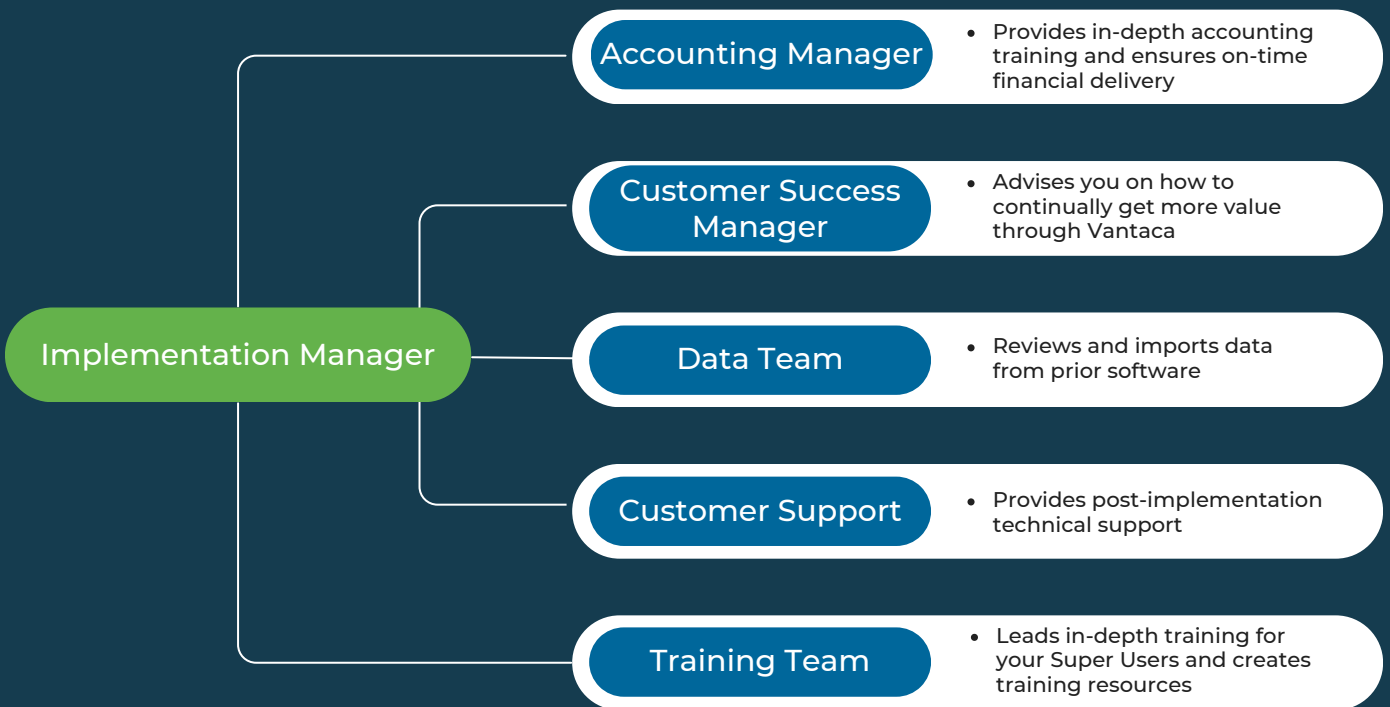 Accounting Manager
• Provides in-depth accounting
training and ensures on-time
financial delivery
Customer Success
Manager
• Advises you on how to
continually get more value
through Vantaca
Implementation Manager
Data Team
• Reviews and imports data
from prior software
Customer Support
• Provides post-implementation
technical support
Training Team
• Leads in-depth training for
your Super Users and creates
training resources